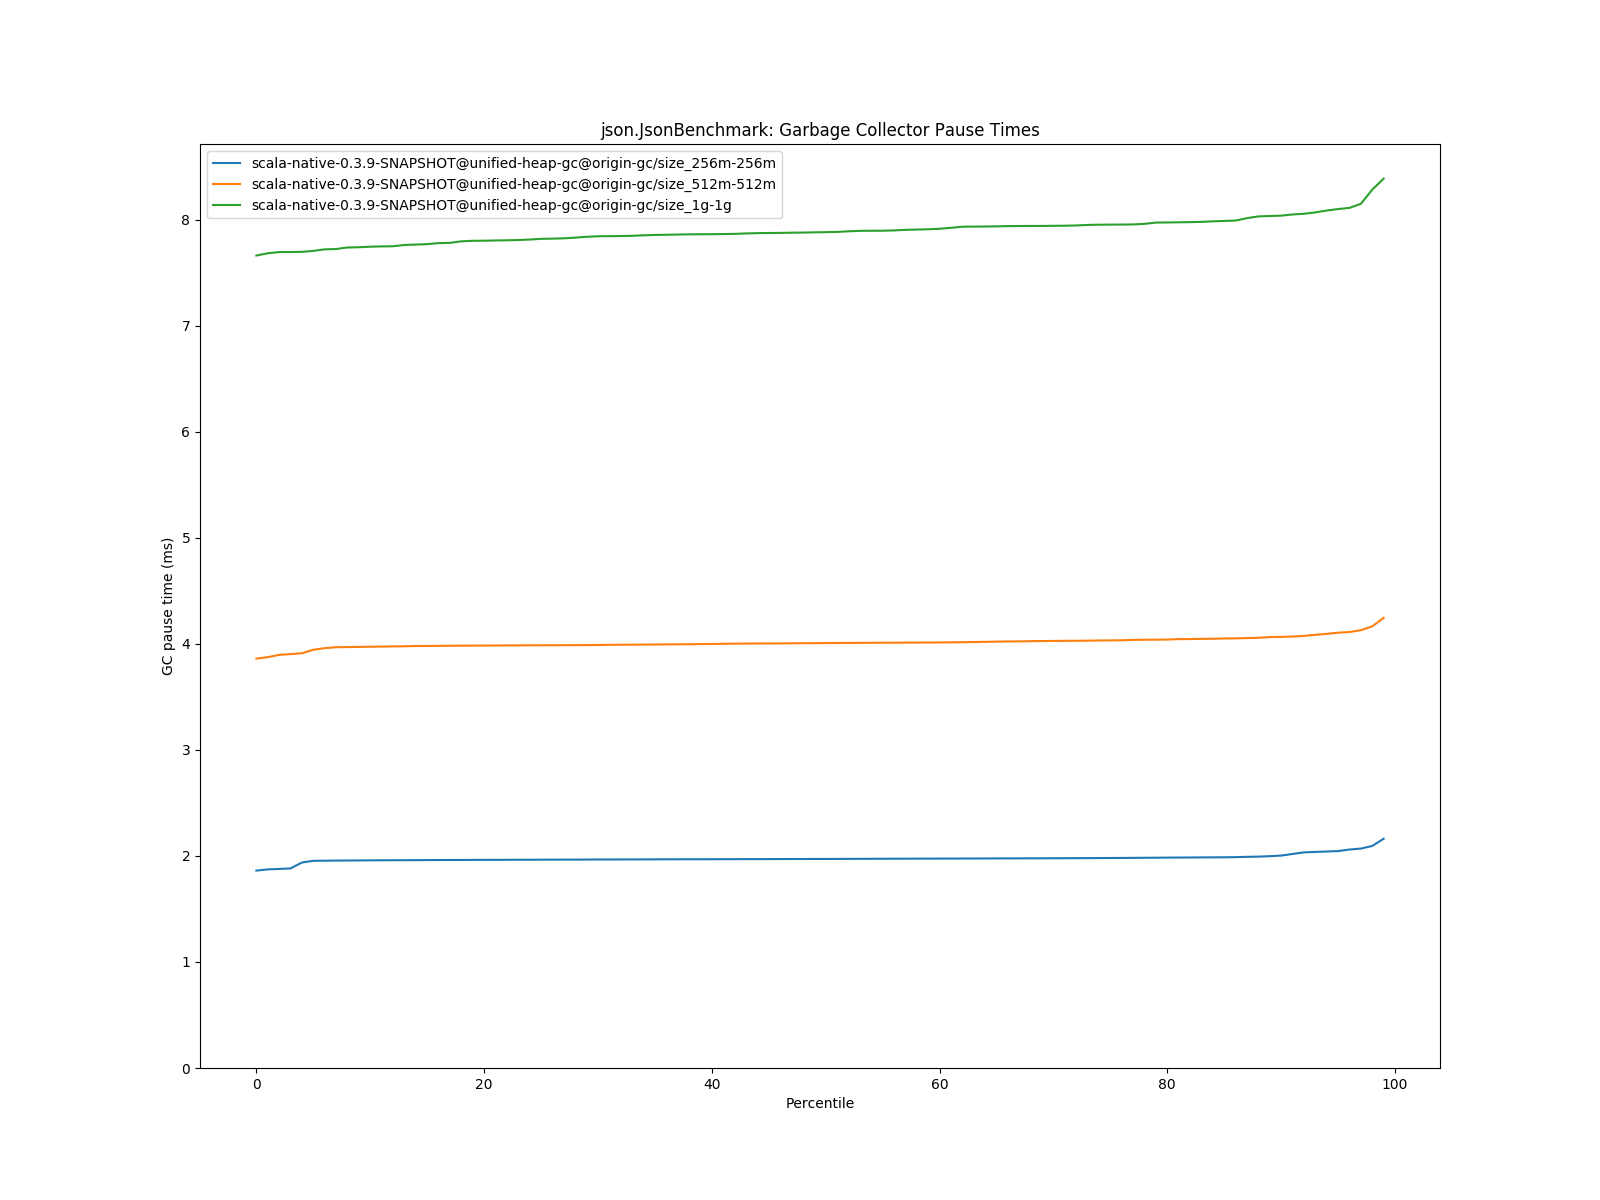 json.JsonBenchmark: Garbage Collector Pause Times
scala-native-0.3.9-SNAPSHOT@unified-heap-gc@origin-gc/size_256m-256m
scala-native-0.3.9-SNAPSHOT@unified-heap-gc@origin-gc/size_512m-512m
scala-native-0.3.9-SNAPSHOT@unified-heap-gc@origin-gc/size_1g-1g
8
7
6
5
4
3
2
1
0
GC pause time (ms)
0 20 40 60 80 100
Percentile